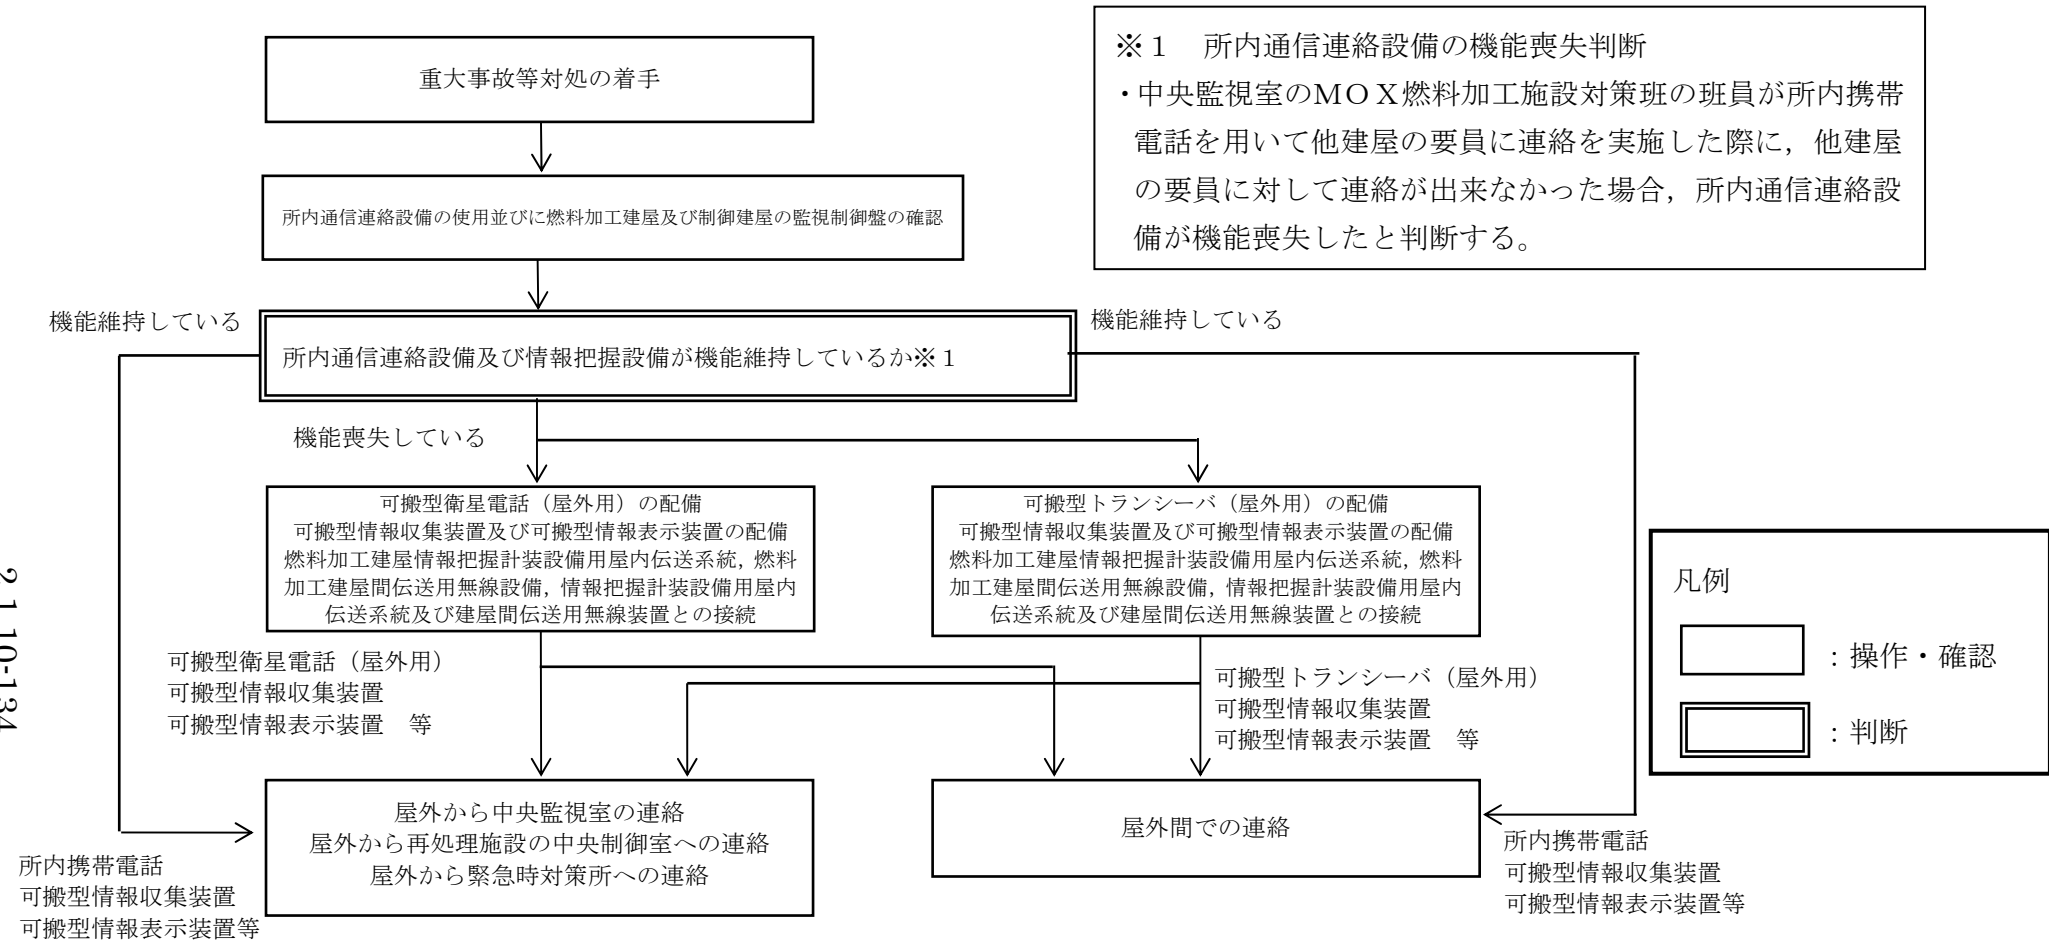 重大事故等対処の着手
※１　所内通信連絡設備の機能喪失判断
・中央監視室のＭＯＸ燃料加工施設対策班の班員が所内携帯
電話を用いて他建屋の要員に連絡を実施した際に，他建屋
の要員に対して連絡が出来なかった場合，所内通信連絡設
備が機能喪失したと判断する。
所内通信連絡設備の使用並びに燃料加工建屋及び制御建屋の監視制御盤の確認
機能維持している
機能維持している
所内通信連絡設備及び情報把握設備が機能維持しているか※１
機能喪失している
可搬型衛星電話（屋外用）の配備
可搬型情報収集装置及び可搬型情報表示装置の配備
燃料加工建屋情報把握計装設備用屋内伝送系統，燃料
加工建屋間伝送用無線設備，情報把握計装設備用屋内
伝送系統及び建屋間伝送用無線装置との接続
可搬型トランシーバ（屋外用）の配備
可搬型情報収集装置及び可搬型情報表示装置の配備
燃料加工建屋情報把握計装設備用屋内伝送系統，燃料
加工建屋間伝送用無線設備，情報把握計装設備用屋内
伝送系統及び建屋間伝送用無線装置との接続
凡例
：操作・確認
：判断
可搬型衛星電話（屋外用）
可搬型情報収集装置
可搬型情報表示装置　等
可搬型トランシーバ（屋外用）
可搬型情報収集装置
可搬型情報表示装置　等
屋外から中央監視室の連絡
屋外から再処理施設の中央制御室への連絡
屋外から緊急時対策所への連絡
屋外間での連絡
所内携帯電話
可搬型情報収集装置
可搬型情報表示装置等
所内携帯電話
可搬型情報収集装置
可搬型情報表示装置等
2.1.10-134